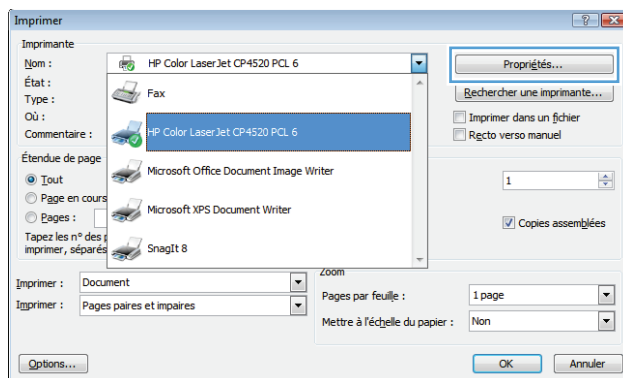 Imprimer
Imprimante
Nom : HP Color LaserJet CP4520 PCL 6 Propriétés...
État :
Type : Fax Rechercher une imprimante...
Où : Imprimer dans un fichier
Commentaire : HP Color LaserJet CP4520 PCL 6 Recto verso manuel
Étendue de page
Tout Microsoft Office Document Image Writer 1
Page en cours
Pages : Microsoft XPS Document Writer Copies assemblées
Tapez les n° des
imprimer, séparés SnagIt 8
Zoom
Imprimer : Document
Pages par feuille : 1 page
Imprimer : Pages paires et impaires
Mettre à l'échelle du papier : Non
Options... OK Annuler